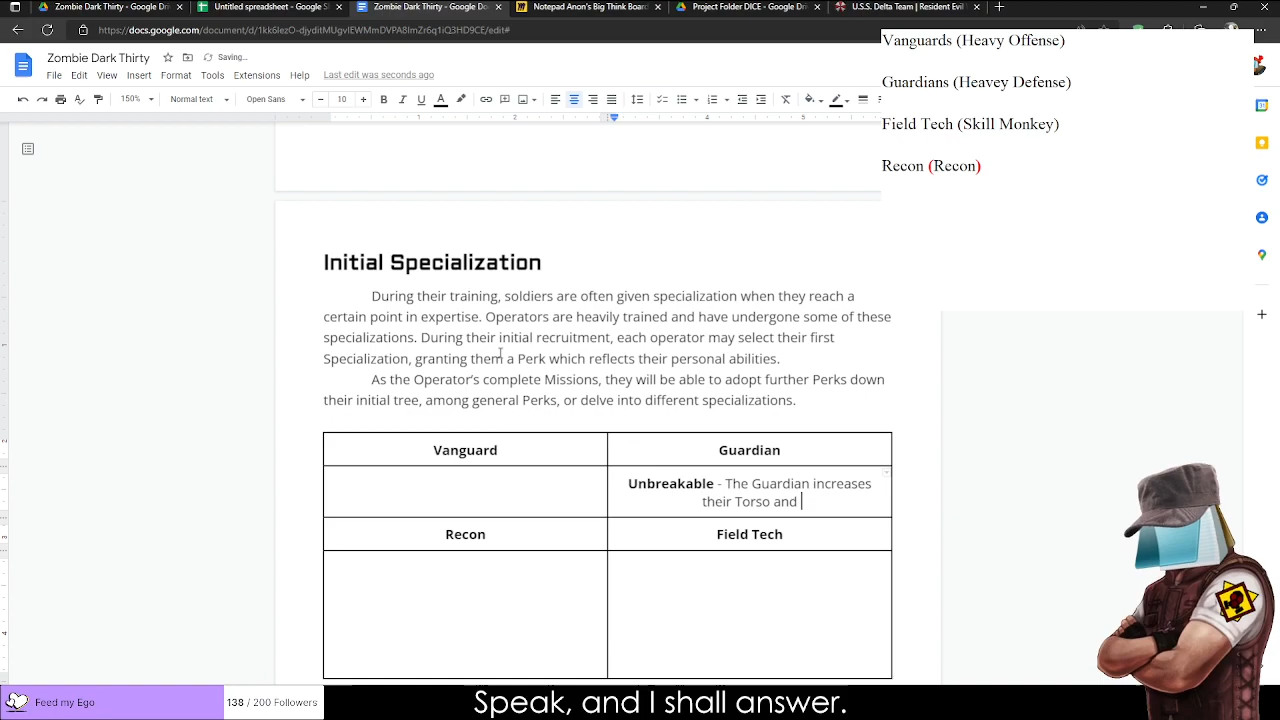 Zombie Dark Thirty - Google Dri
Untitled spreadsheet - Google S
Zombie Dark Thirty - Google Do
Notepad Anon's Big Think Board
Project Folder DICE - Google Dri
U.S.S. Delta Team | Resident Evil
Zombie Dark Thirty
Saving...
File Edit View Insert Format Tools Extensions Help Last edit was seconds ago
150% Normal text Open Sans 10
Vanguards (Heavy Offense)
Guardians (Heavy Defense)
Field Tech (Skill Monkey)
Recon (Recon)
Initial Specialization
During their training, soldiers are often given specialization when they reach a
certain point in expertise. Operators are heavily trained and have undergone some of these
specializations. During their initial recruitment, each operator may select their first
Specialization, granting them a Perk which reflects their personal abilities.
As the Operator's complete Missions, they will be able to adopt further Perks down
their initial tree, among general Perks, or delve into different specializations.
Vanguard
Guardian
Unbreakable - The Guardian increases
their Torso and
Recon
Field Tech
Feed my Ego
138 / 200 Followers
Speak, and I shall answer.